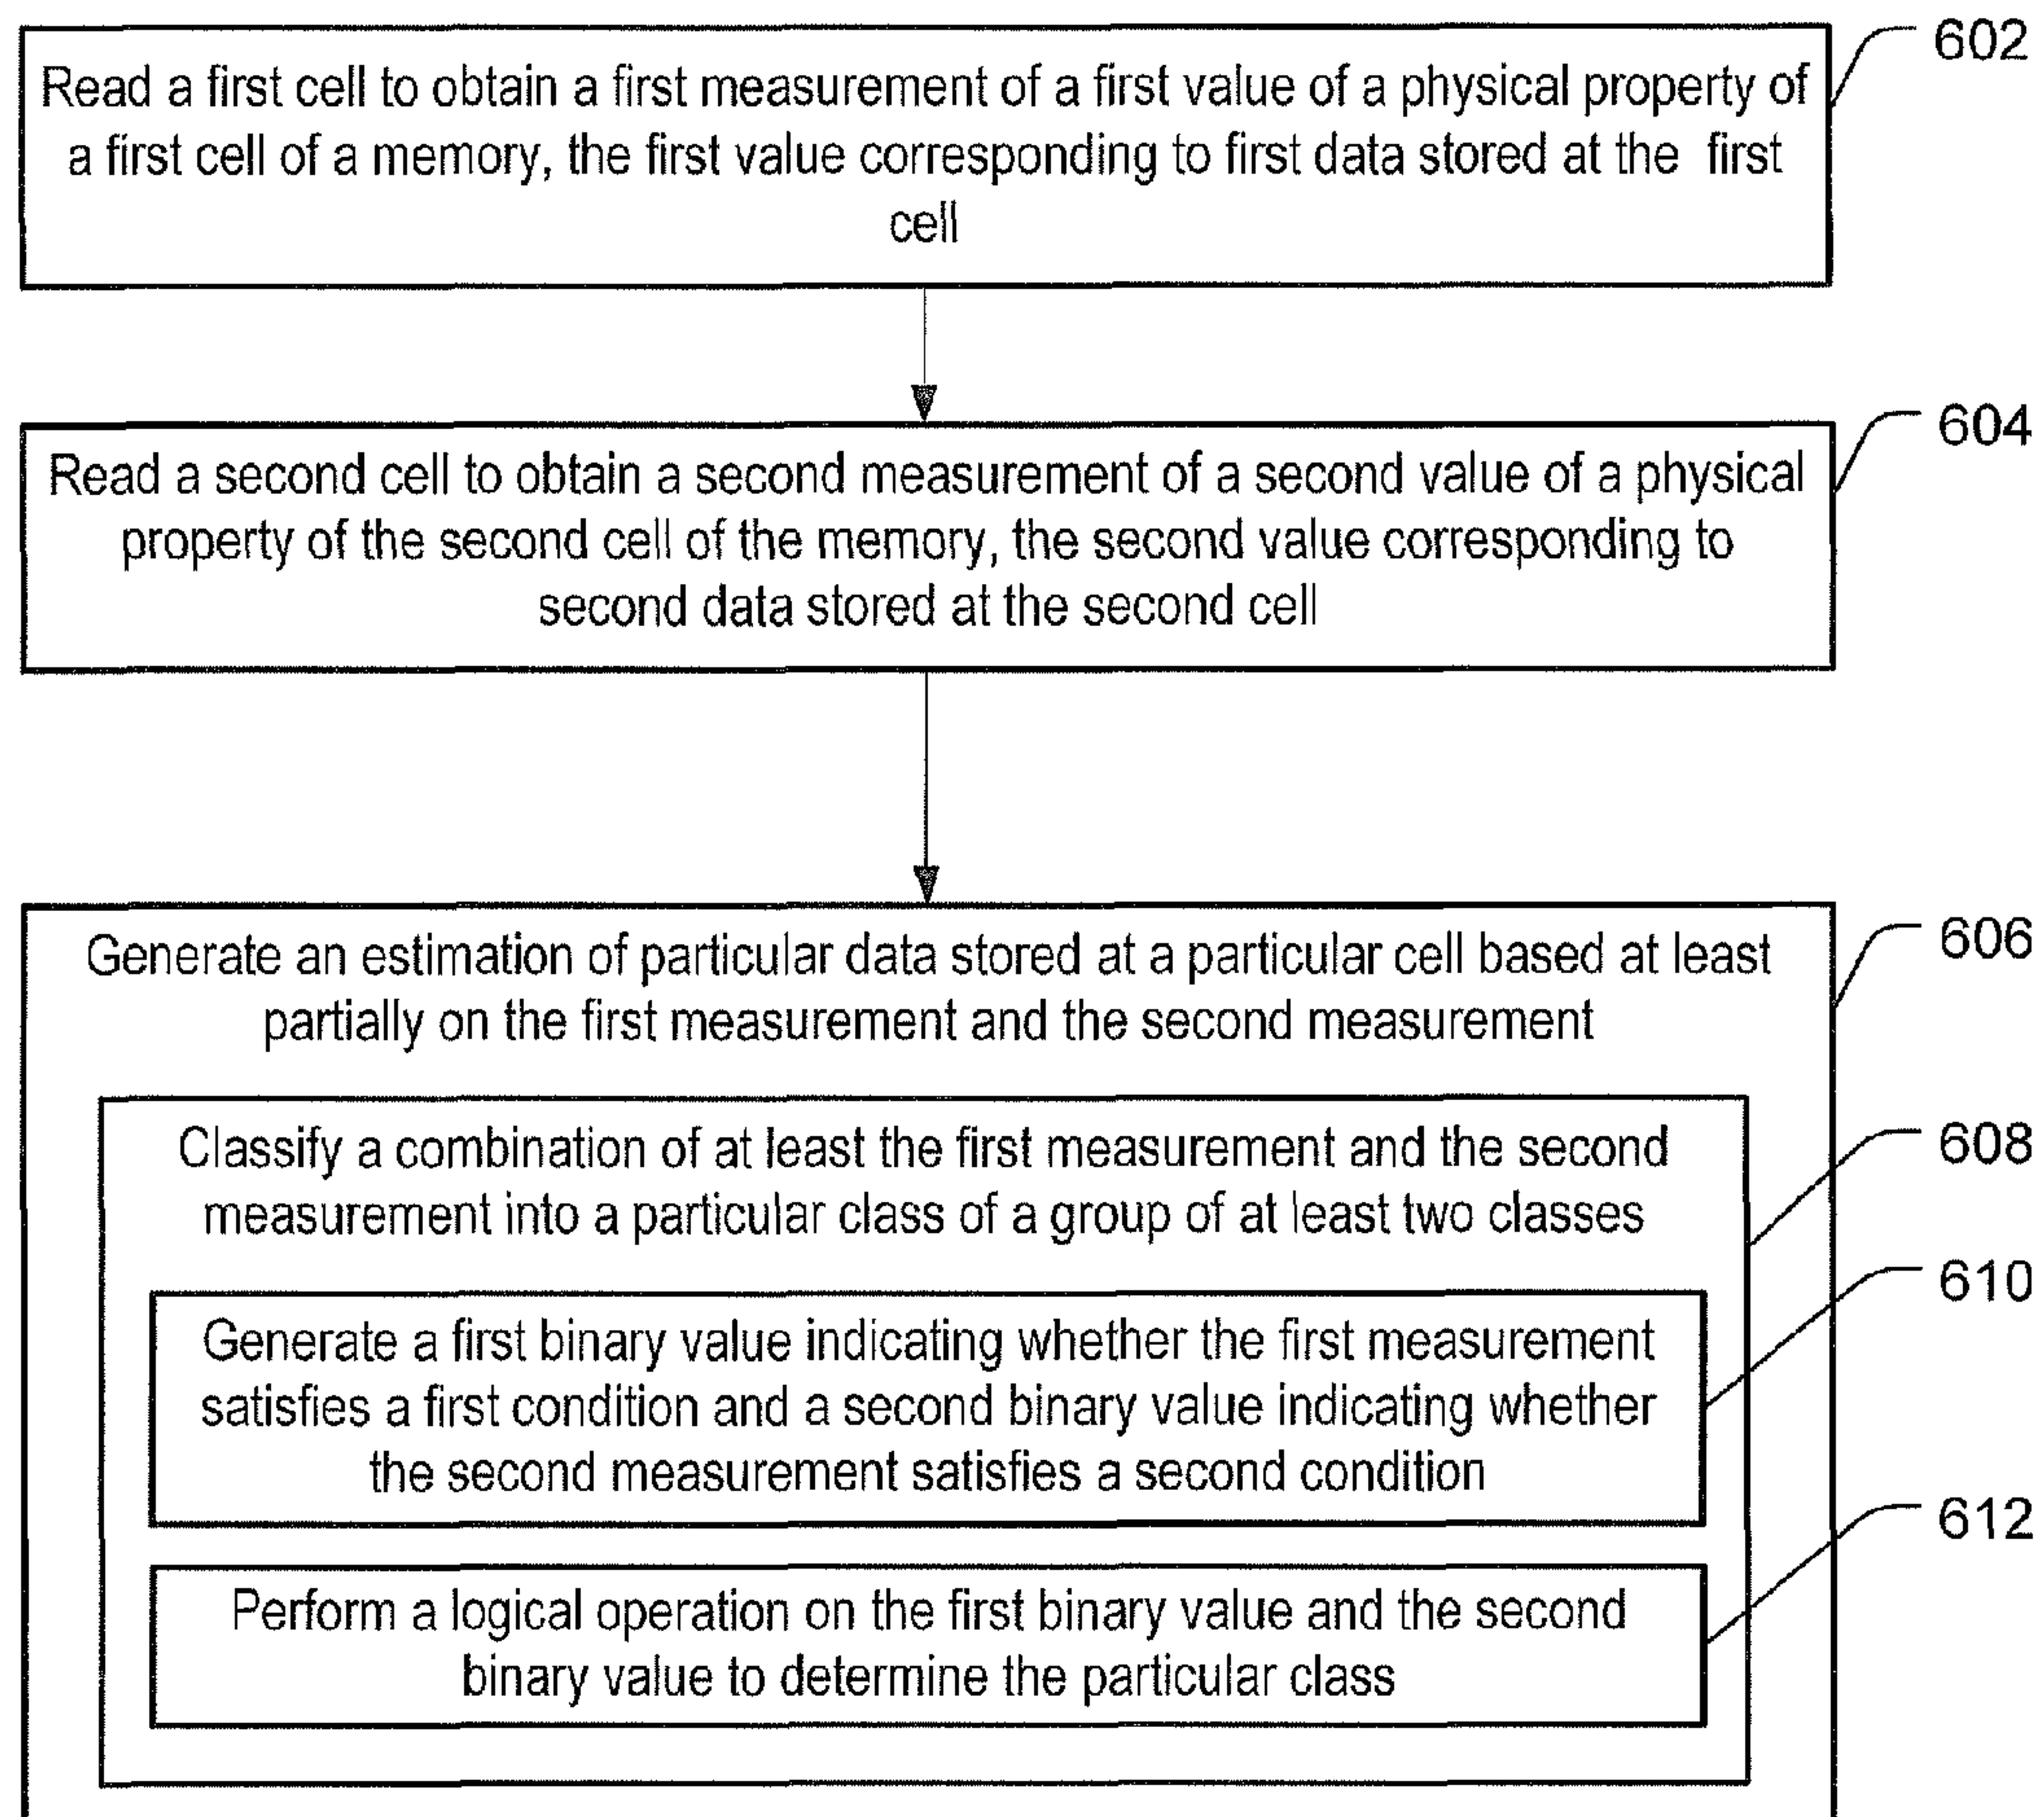 602
Read a first cell to obtain a first measurement of a first value of a physical property of
a first cell of a memory, the first value corresponding to first data stored at the first
cell
604
Read a second cell to obtain a second measurement of a second value of a physical
property of the second cell of the memory, the second value corresponding to
second data stored at the second cell
606
Generate an estimation of particular data stored at a particular cell based at least
partially on the first measurement and the second measurement
608
Classify a combination of at least the first measurement and the second
measurement into a particular class of a group of at least two classes
610
Generate a first binary value indicating whether the first measurement
satisfies a first condition and a second binary value indicating whether
the second measurement satisfies a second condition
612
Perform a logical operation on the first binary value and the second
binary value to determine the particular class